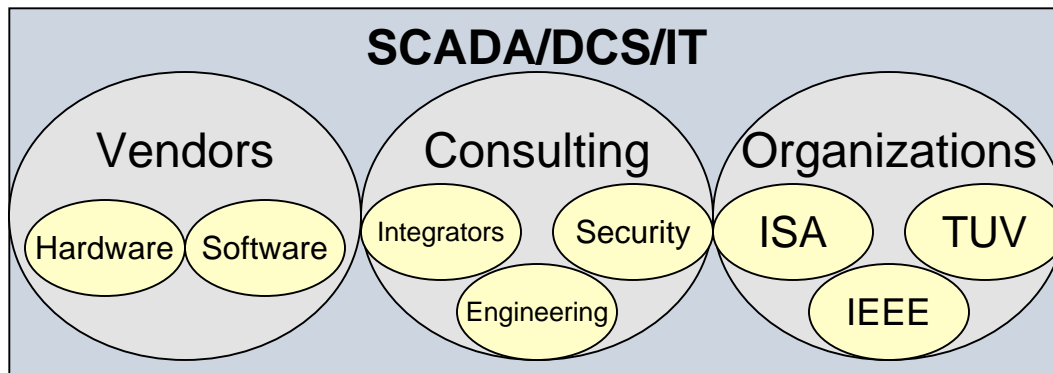 SCADA/DCS/IT
Vendors
Hardware
Software
Consulting
Integrators
Security
Engineering
Organizations
ISA
TUV
IEEE